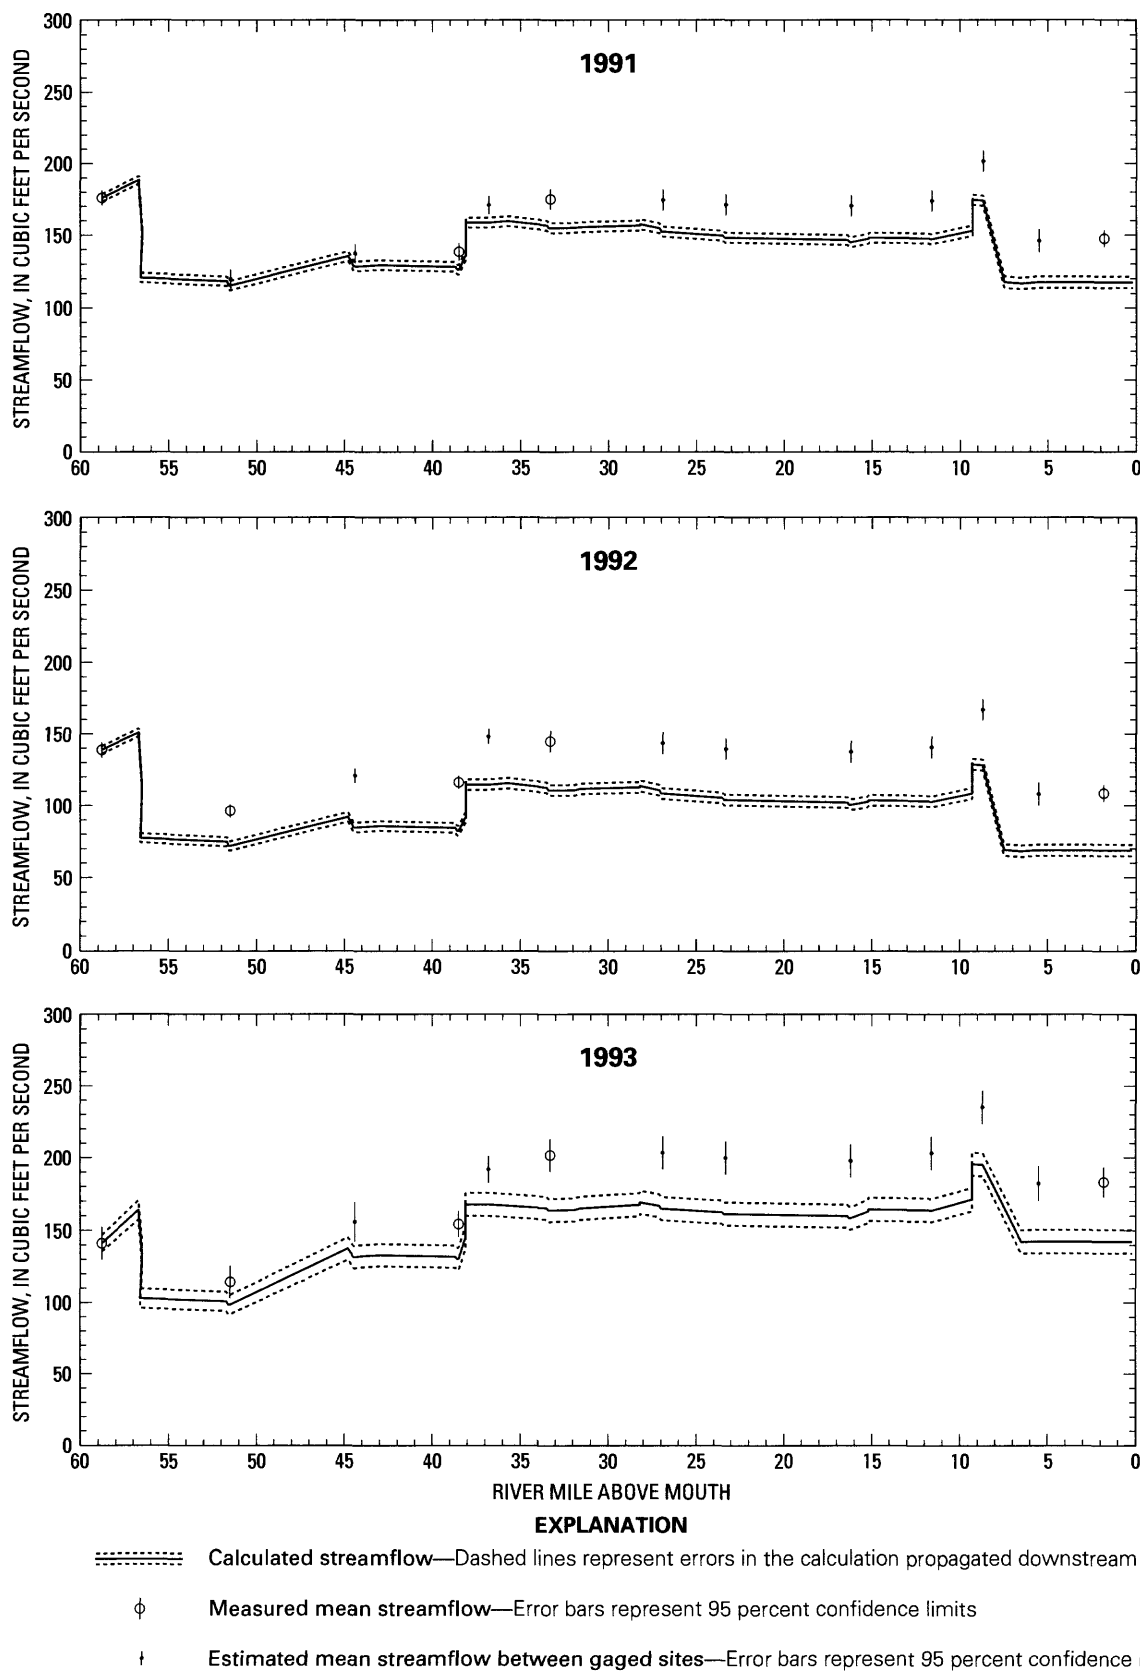 1991
STREAMFLOW, IN CUBIC FEET PER SECOND
300
250
200
150
100
50
0
60 55 50 45 40 35 30 25 20 15 10 5 0
1992
STREAMFLOW, IN CUBIC FEET PER SECOND
300
250
200
150
100
50
0
60 55 50 45 40 35 30 25 20 15 10 5 0
1993
STREAMFLOW, IN CUBIC FEET PER SECOND
300
250
200
150
100
50
0
60 55 50 45 40 35 30 25 20 15 10 5 0
RIVER MILE ABOVE MOUTH
EXPLANATION
Calculated streamflow—Dashed lines represent errors in the calculation propagated downstream
Measured mean streamflow—Error bars represent 95 percent confidence limits
Estimated mean streamflow between gaged sites—Error bars represent 95 percent confidence